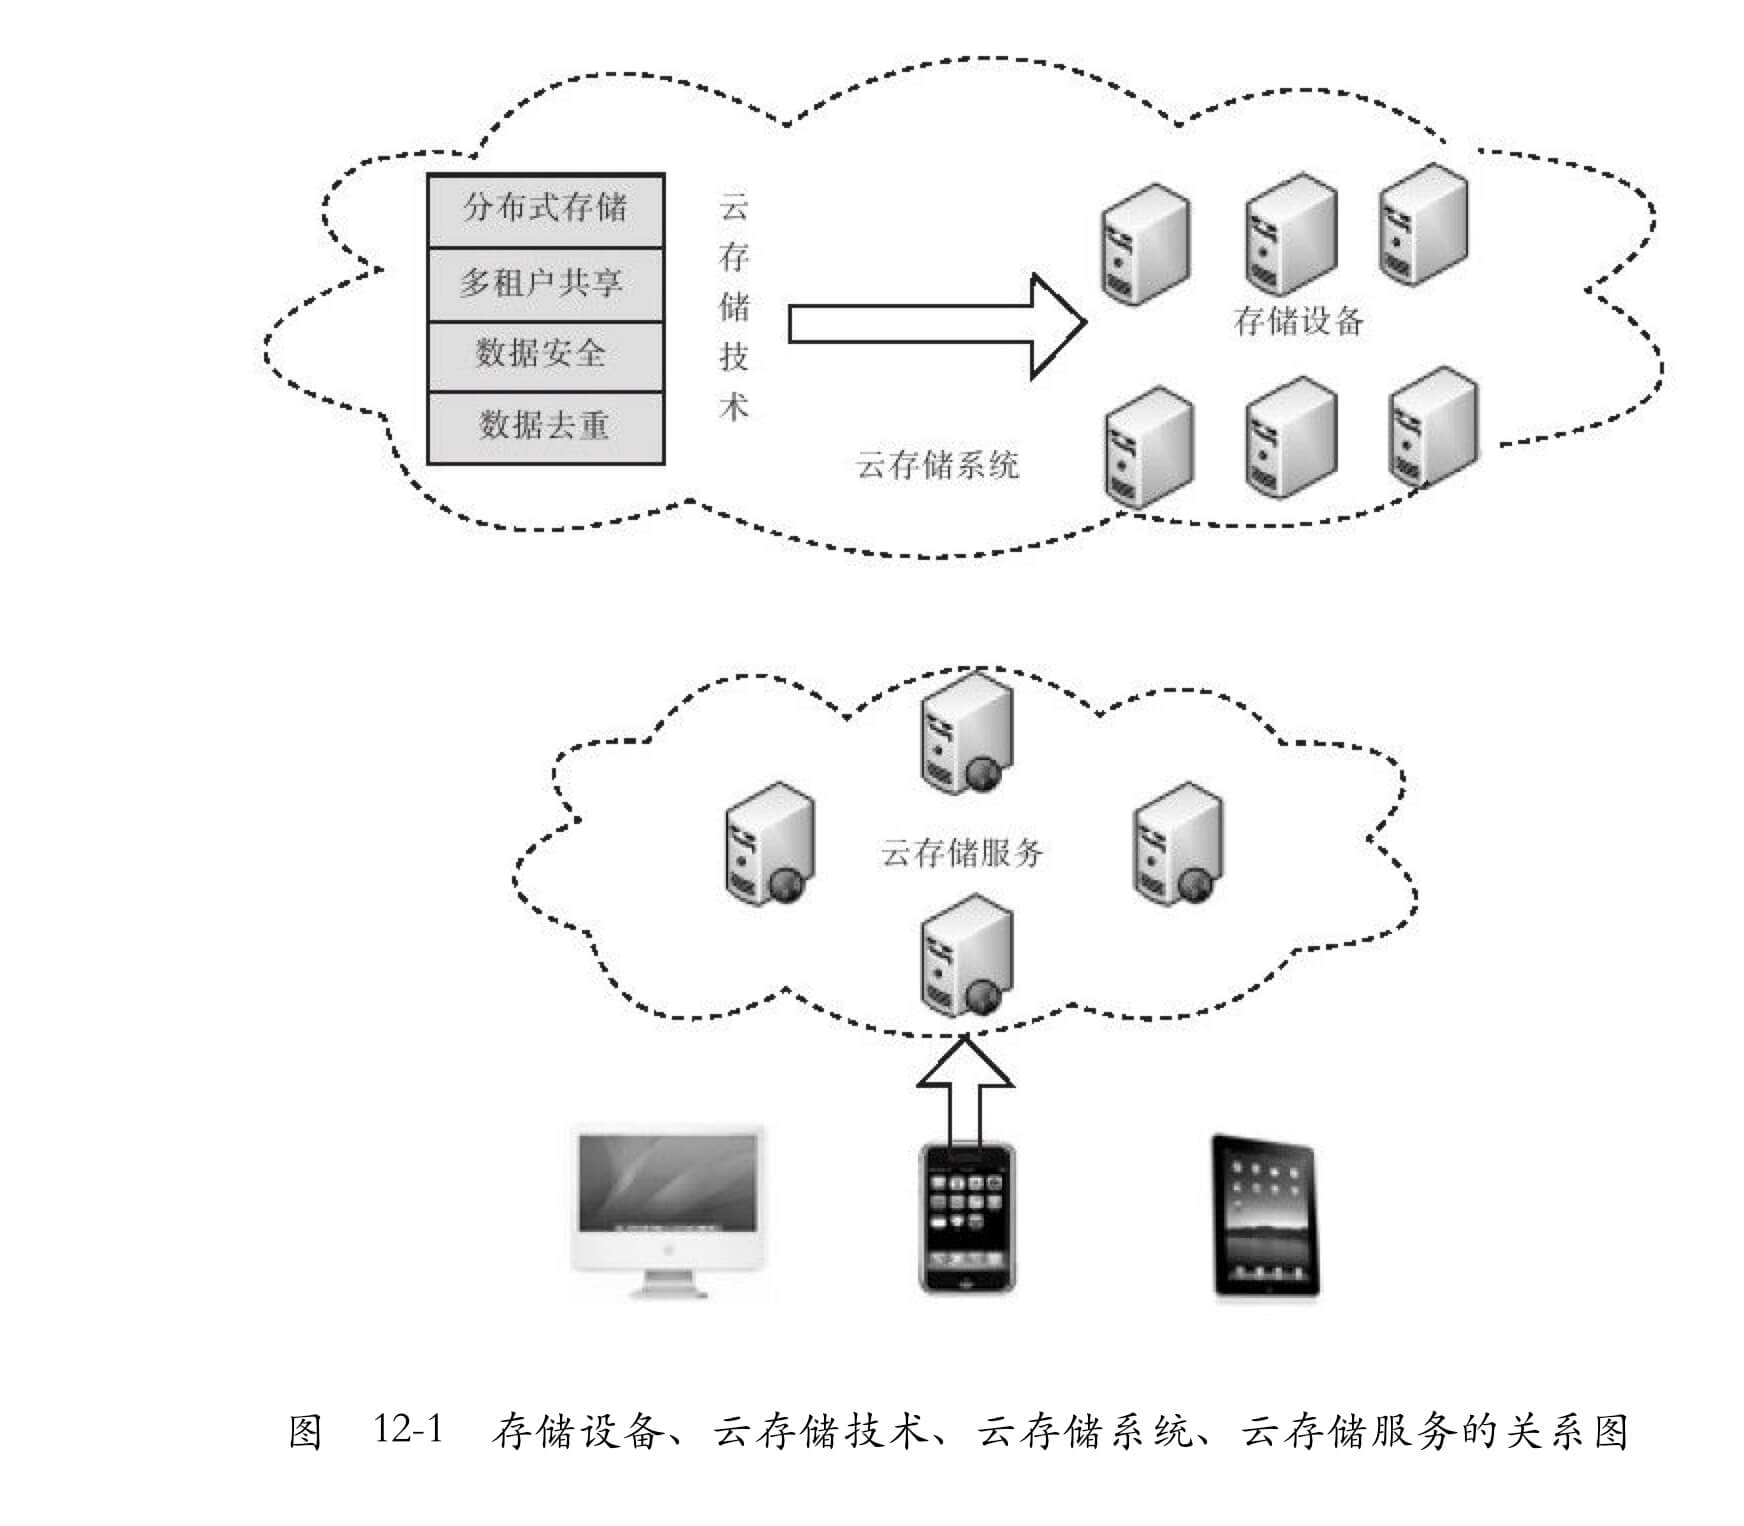 分布式存储
多租户共享
数据安全
数据去重
云存储技术
存储设备
云存储系统
云存储服务
图 12-1 存储设备、云存储技术、云存储系统、云存储服务的关系图